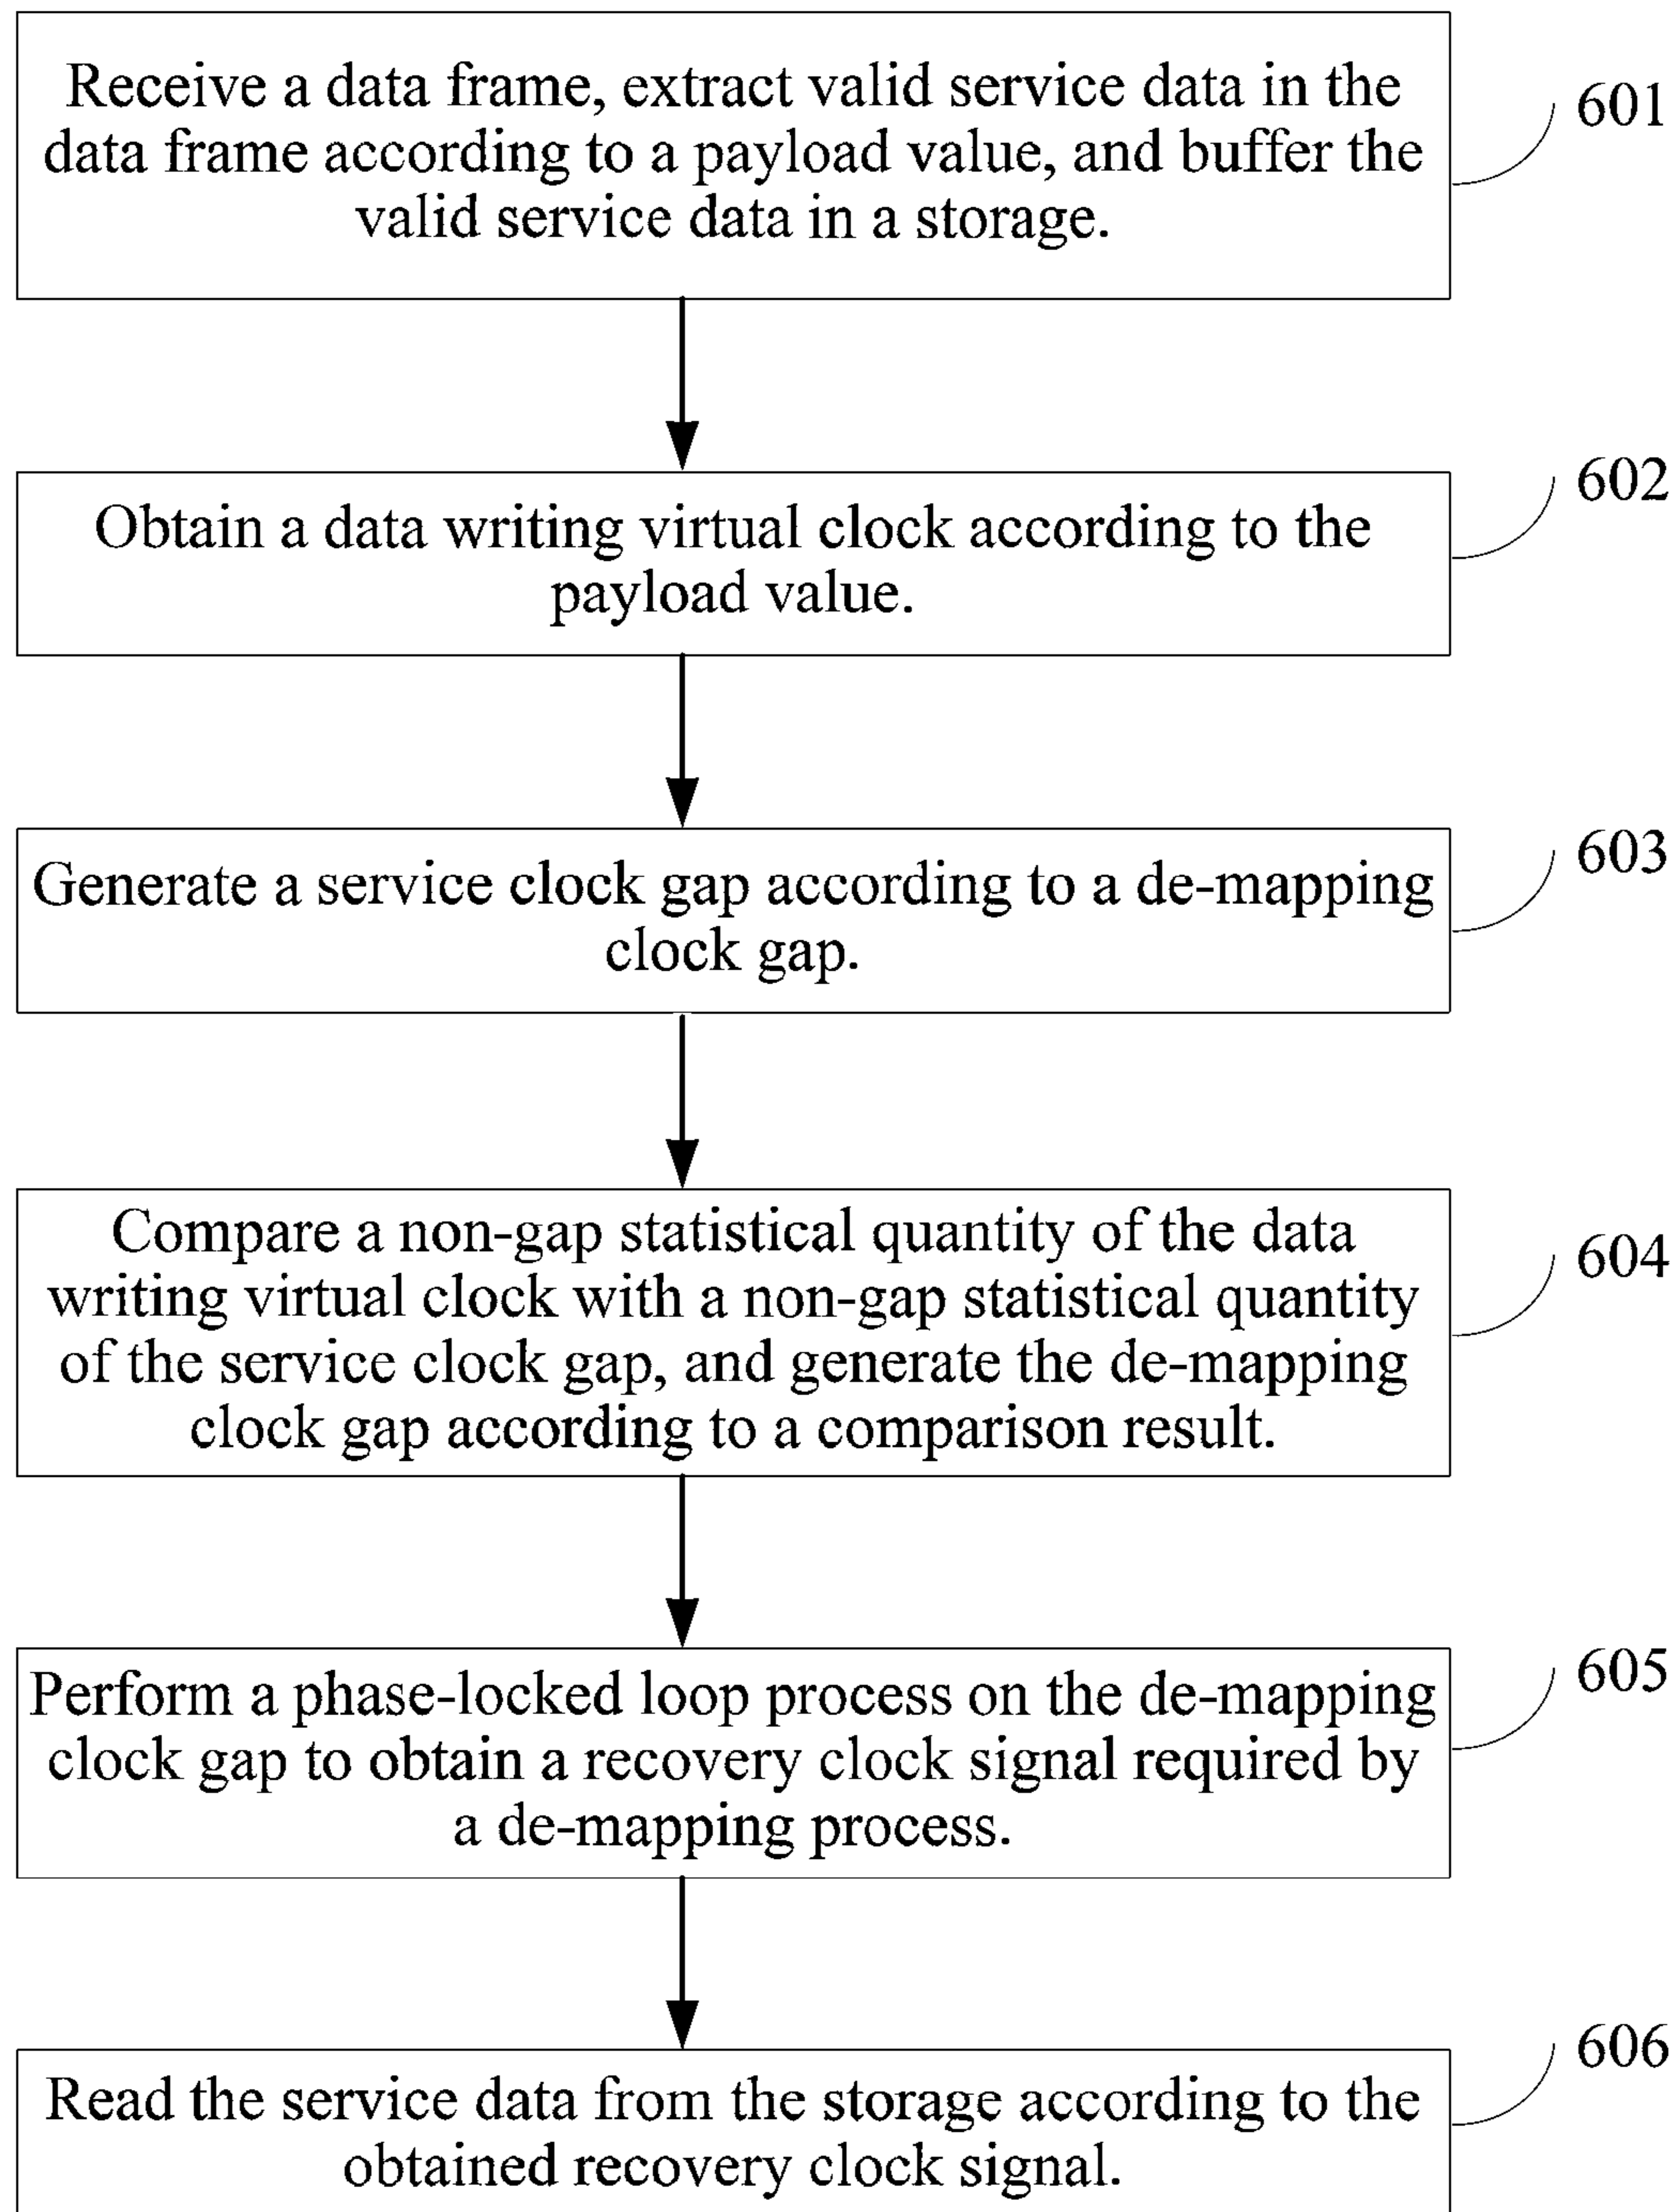 Receive a data frame, extract valid service data in the
data frame according to a payload value, and buffer the
valid service data in a storage.
601
Obtain a data writing virtual clock according to the
payload value.
602
Generate a service clock gap according to a de-mapping
clock gap.
603
Compare a non-gap statistical quantity of the data
writing virtual clock with a non-gap statistical quantity
of the service clock gap, and generate the de-mapping
clock gap according to a comparison result.
604
Perform a phase-locked loop process on the de-mapping
clock gap to obtain a recovery clock signal required by
a de-mapping process.
605
Read the service data from the storage according to the
obtained recovery clock signal.
606